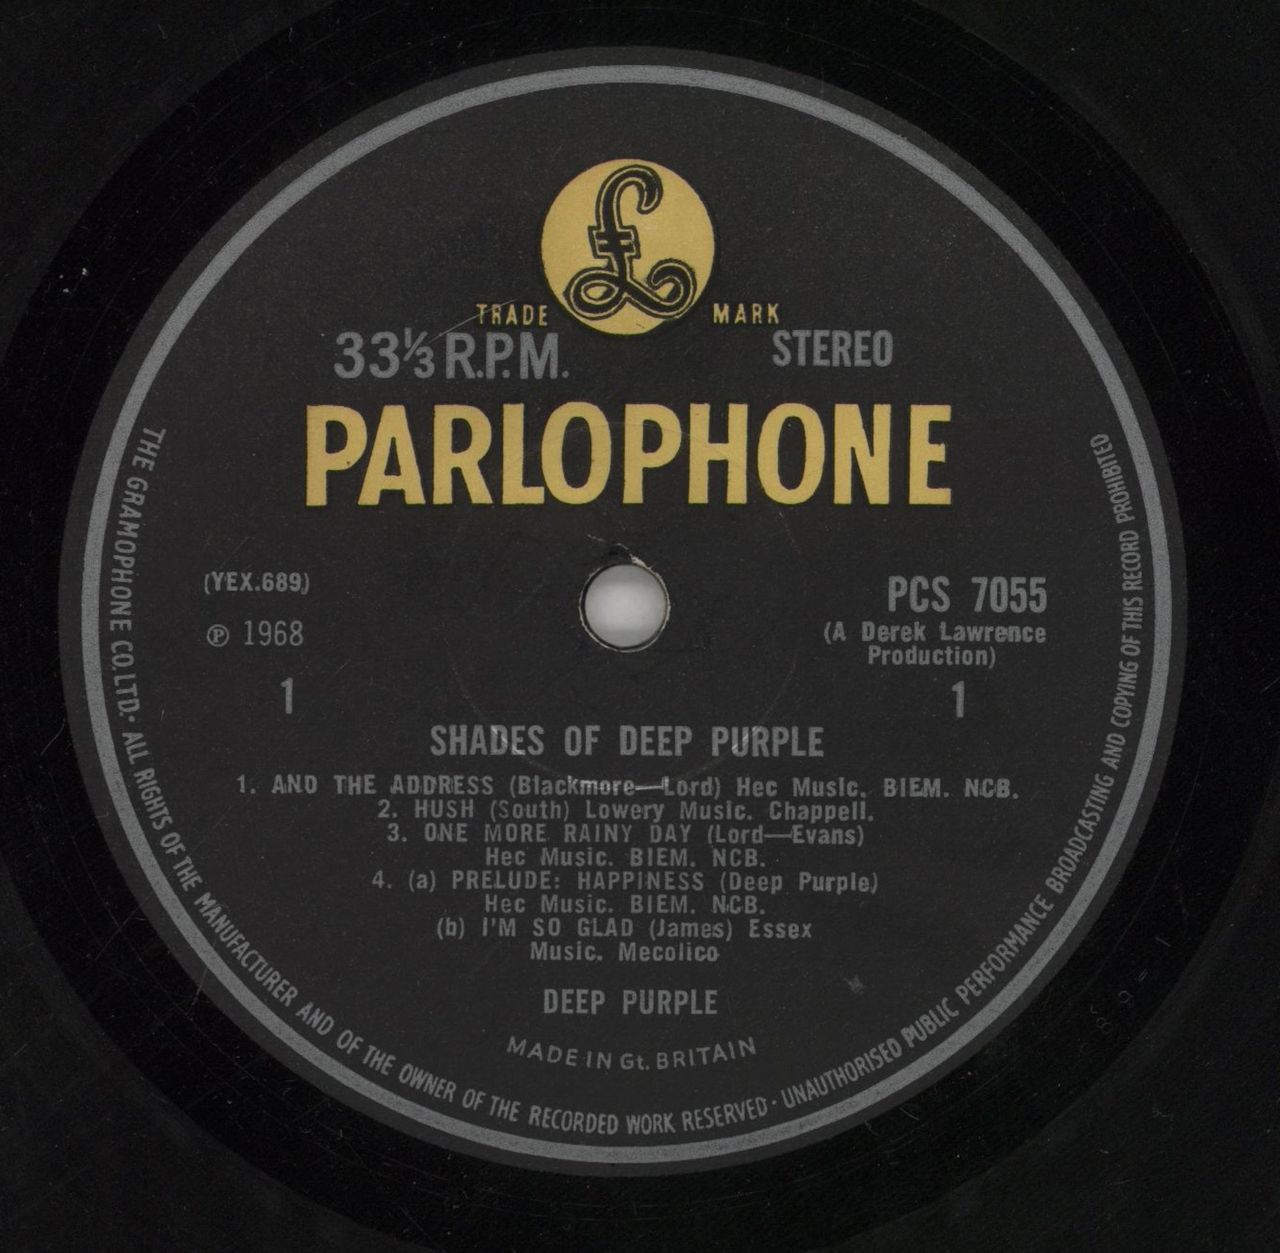 £
TRADE MARK
33⅓ R.P.M. STEREO
PARLOPHONE
(YEX.689)
℗ 1968
1
PCS 7055
(A Derek Lawrence
Production)
1
SHADES OF DEEP PURPLE
1. AND THE ADDRESS (Blackmore—Lord) Hec Music. BIEM. NCB.
2. HUSH (South) Lowery Music. Chappell.
3. ONE MORE RAINY DAY (Lord—Evans)
Hec Music. BIEM. NCB.
4. (a) PRELUDE: HAPPINESS (Deep Purple)
Hec Music. BIEM. NCB.
(b) I'M SO GLAD (James) Essex
Music. Mecolico
DEEP PURPLE
MADE IN Gt. BRITAIN
THE GRAMOPHONE CO. LTD. · ALL RIGHTS OF THE MANUFACTURER AND OF THE OWNER OF THE RECORDED WORK RESERVED · UNAUTHORISED PUBLIC PERFORMANCE BROADCASTING AND COPYING OF THIS RECORD PROHIBITED